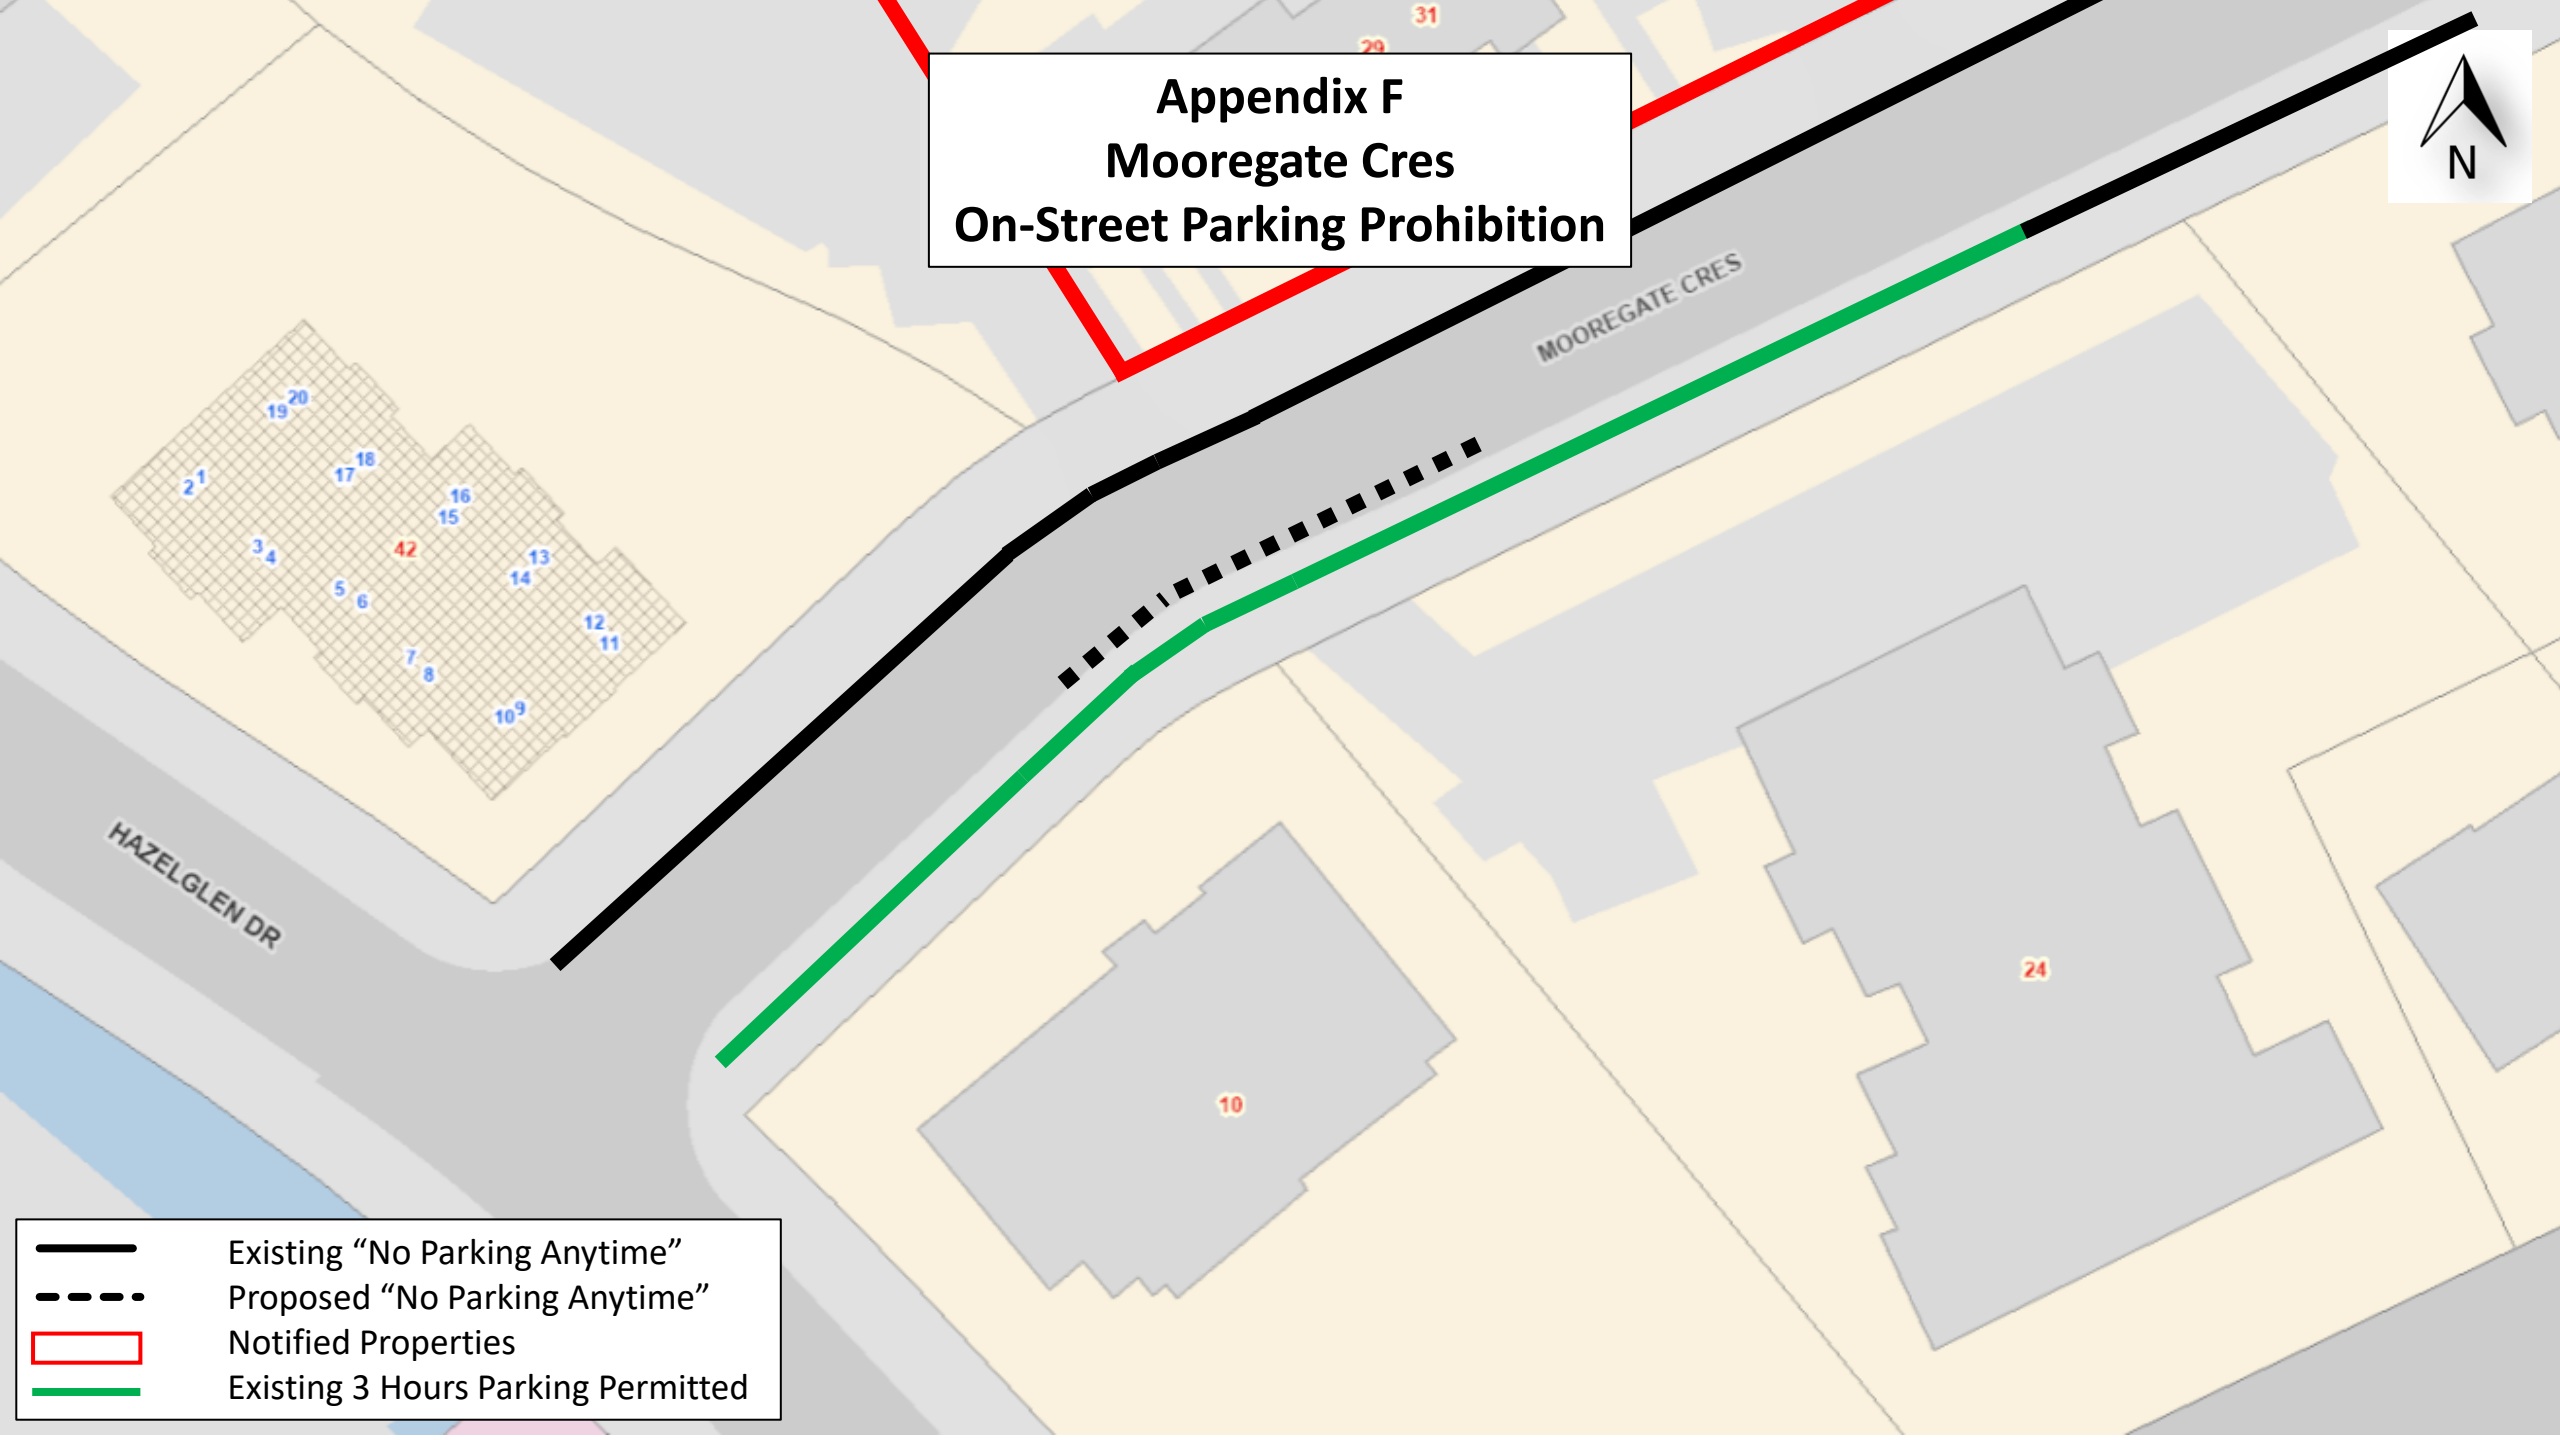 31
29
Appendix F
Mooregate Cres
On-Street Parking Prohibition
N
MOOREGATE CRES
20
19
18
17
1
2
16
15
42
3
4
13
14
5
6
12
11
7
8
9
10
HAZELGLEN DR
24
10
Existing “No Parking Anytime”
Proposed “No Parking Anytime”
Notified Properties
Existing 3 Hours Parking Permitted